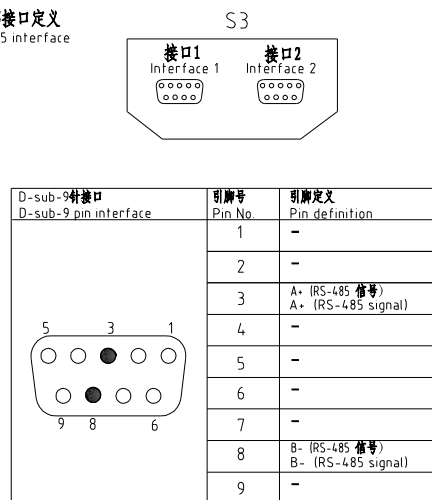 接口定义
5 interface
S3
接口1
Interface 1
接口2
Interface 2
D-sub-9针接口
D-sub-9 pin interface
引脚号
Pin No.
引脚定义
Pin definition
1
-
2
-
3
A+ (RS-485 信号)
A+ (RS-485 signal)
4
-
5
-
6
-
7
-
8
B- (RS-485 信号)
B- (RS-485 signal)
9
-
5 3 1
9 8 6